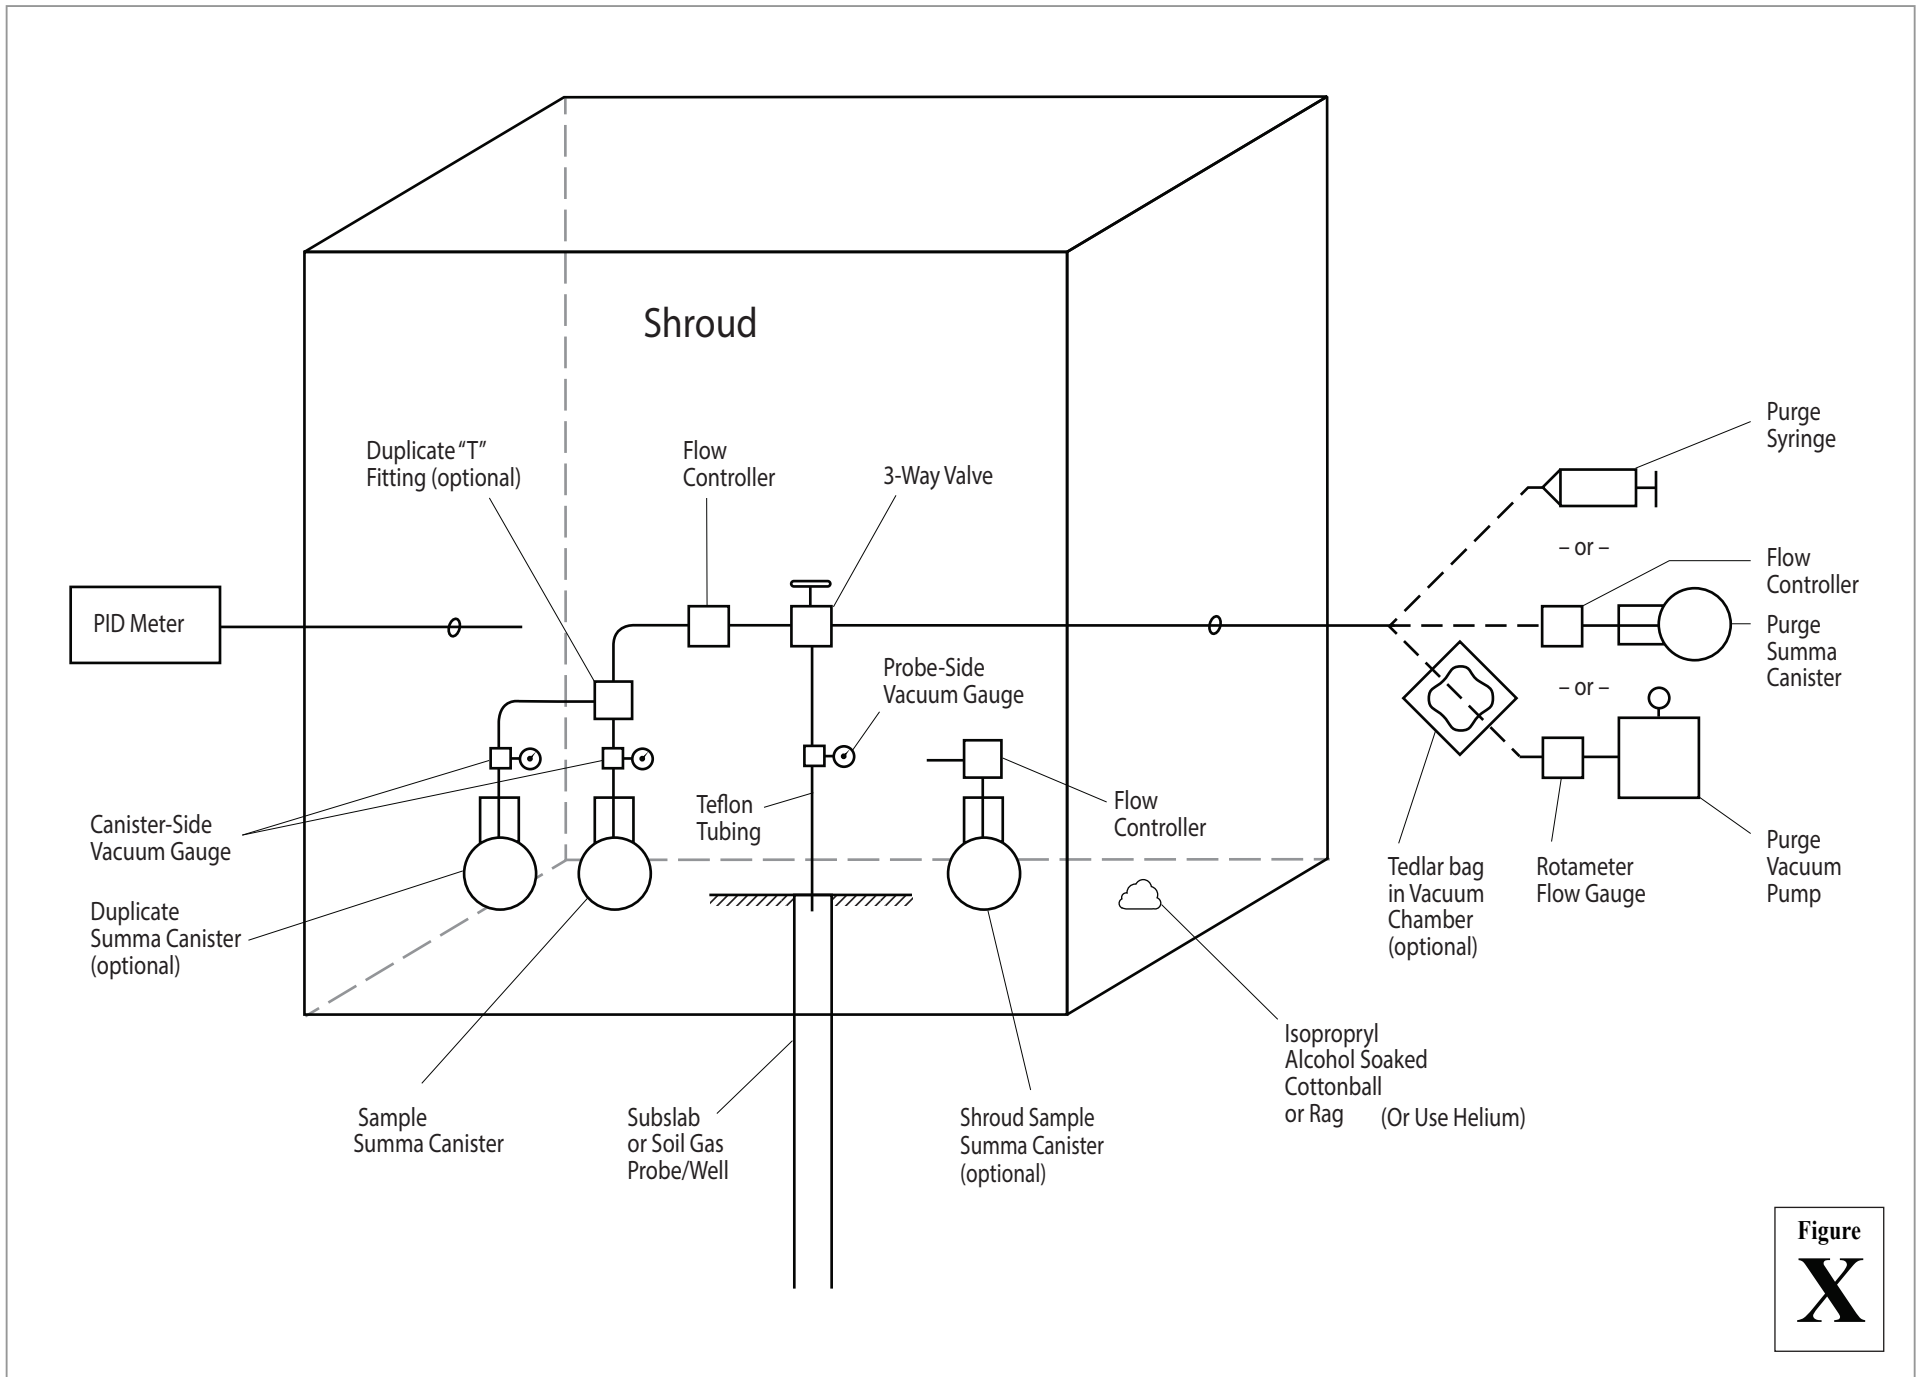 Shroud
Duplicate "T"
Fitting (optional)
Flow
Controller
3-Way Valve
Purge
Syringe
– or –
Flow
Controller
PID Meter
Purge
Summa
Canister
Probe-Side
Vacuum Gauge
– or –
Canister-Side
Vacuum Gauge
Teflon
Tubing
Flow
Controller
Tedlar bag
in Vacuum
Chamber
(optional)
Rotameter
Flow Gauge
Purge
Vacuum
Pump
Duplicate
Summa Canister
(optional)
Sample
Summa Canister
Subslab
or Soil Gas
Probe/Well
Shroud Sample
Summa Canister
(optional)
Isopropryl
Alcohol Soaked
Cottonball
or Rag (Or Use Helium)
Figure
X